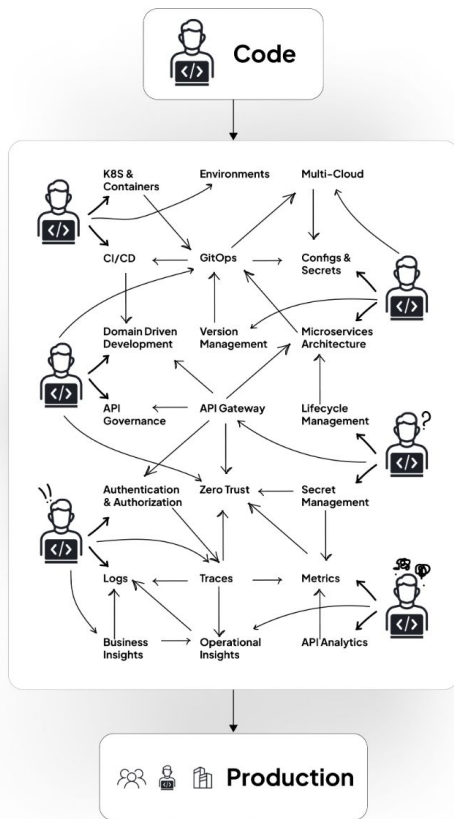 </> Code
K8S &
Containers
Environments
Multi-Cloud
</>
CI/CD
GitOps
Configs &
Secrets
</>
Domain Driven
Development
Version
Management
Microservices
Architecture
</>
API
Governance
API Gateway
Lifecycle
Management
?
</>
Authentication
& Authorization
Zero Trust
Secret
Management
</>
Logs
Traces
Metrics
</>
Business
Insights
Operational
Insights
API Analytics
</> Production